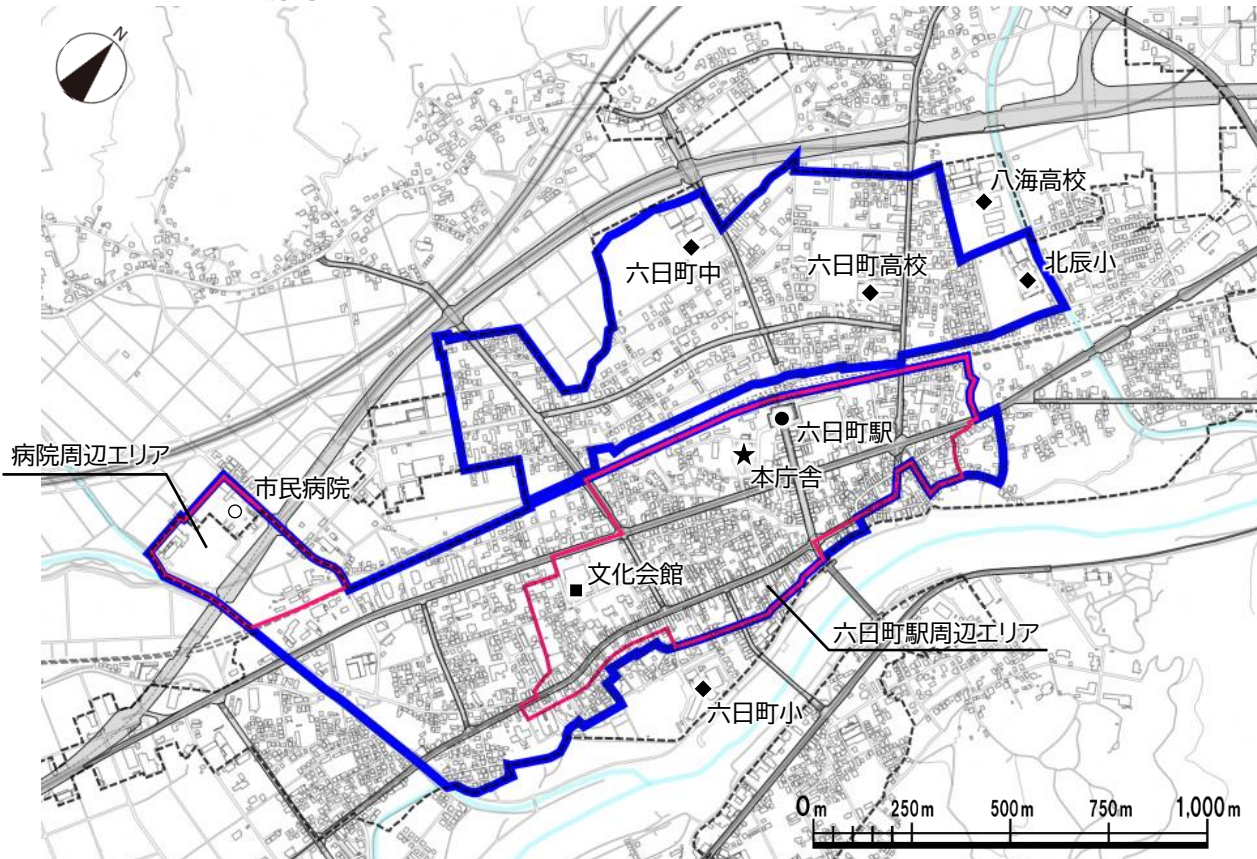 N
八海高校
六日町中
六日町高校
北辰小
六日町駅
本庁舎
病院周辺エリア
市民病院
文化会館
六日町駅周辺エリア
六日町小
0m 250m 500m 750m 1,000m